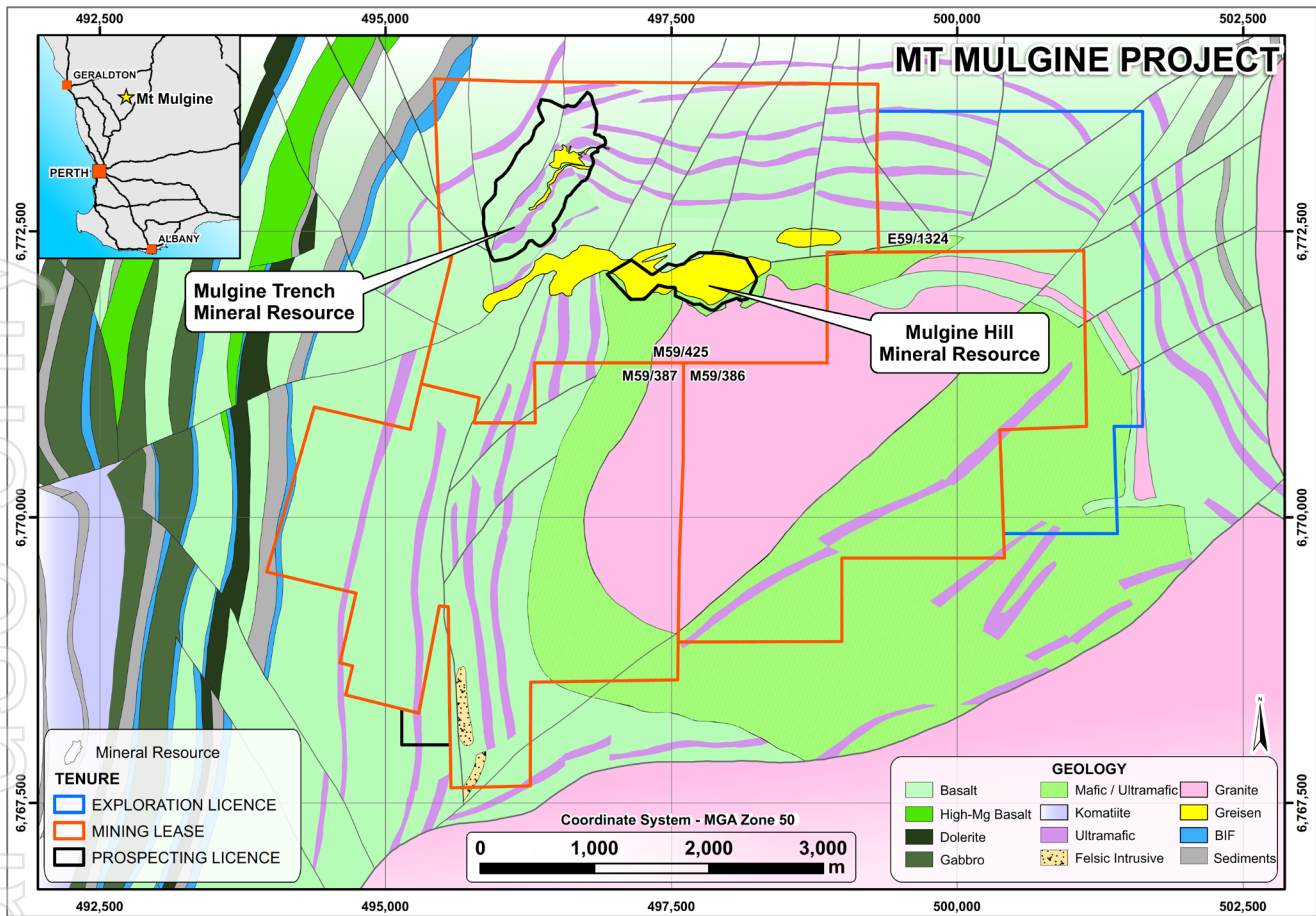 492,500
495,000
497,500
500,000
502,500
MT MULGINE PROJECT
GERALDTON
Mt Mulgine
PERTH
ALBANY
6,772,500
6,772,500
E59/1324
Mulgine Trench
Mineral Resource
Mulgine Hill
Mineral Resource
M59/425
M59/387
M59/386
6,770,000
6,770,000
N
Mineral Resource
TENURE
EXPLORATION LICENCE
MINING LEASE
PROSPECTING LICENCE
6,767,500
6,767,500
Coordinate System - MGA Zone 50
0 1,000 2,000 3,000
m
GEOLOGY
Basalt
High-Mg Basalt
Dolerite
Gabbro
Mafic / Ultramafic
Komatiite
Ultramafic
Felsic Intrusive
Granite
Greisen
BIF
Sediments
492,500
495,000
497,500
500,000
502,500